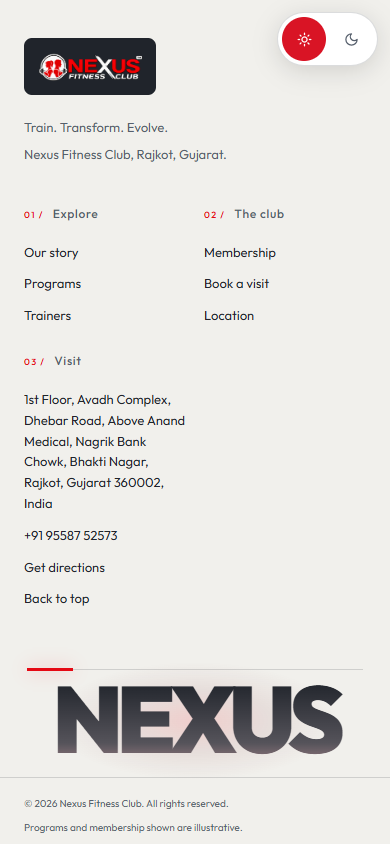 NEXUS
FITNESS CLUB
Train. Transform. Evolve.
Nexus Fitness Club, Rajkot, Gujarat.
01 / Explore
Our story
Programs
Trainers
02 / The club
Membership
Book a visit
Location
03 / Visit
1st Floor, Avadh Complex,
Dhebar Road, Above Anand
Medical, Nagrik Bank
Chowk, Bhakti Nagar,
Rajkot, Gujarat 360002,
India
+91 95587 52573
Get directions
Back to top
NEXUS
© 2026 Nexus Fitness Club. All rights reserved.
Programs and membership shown are illustrative.